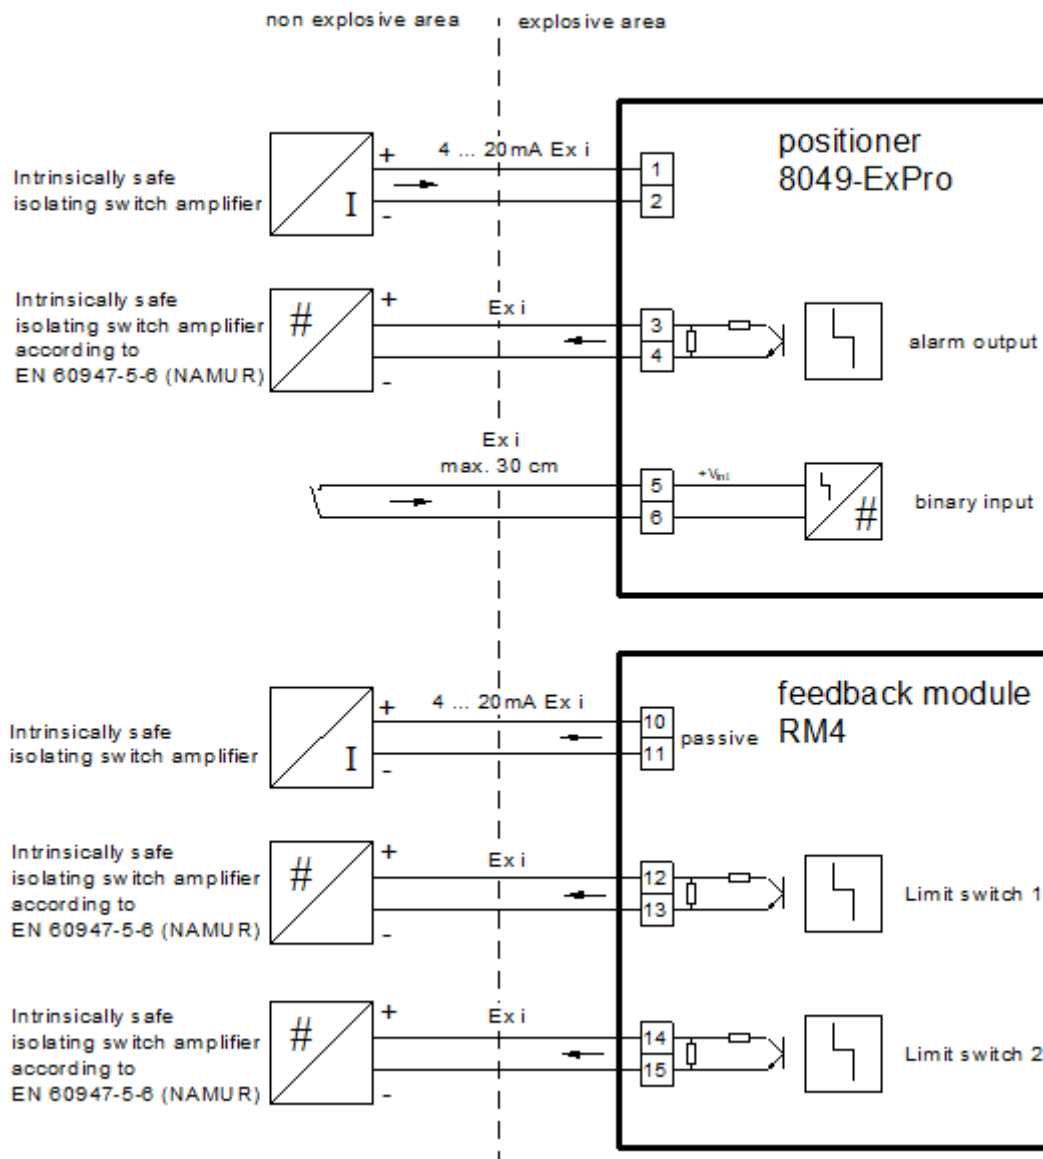 non explosive area
explosive area
positioner
8049-ExPro
Intrinsically safe
isolating switch amplifier
I
+
-
4 ... 20mA Ex i
1
2
Intrinsically safe
isolating switch amplifier
according to
EN 60947-5-6 (NAMUR)
#
+
-
Ex i
3
4
alarm output
Ex i
max. 30 cm
5
6
+Vint
#
binary input
feedback module
RM4
Intrinsically safe
isolating switch amplifier
I
+
-
4 ... 20mA Ex i
10
11
passive
Intrinsically safe
isolating switch amplifier
according to
EN 60947-5-6 (NAMUR)
#
+
-
Ex i
12
13
Limit switch 1
Intrinsically safe
isolating switch amplifier
according to
EN 60947-5-6 (NAMUR)
#
+
-
Ex i
14
15
Limit switch 2